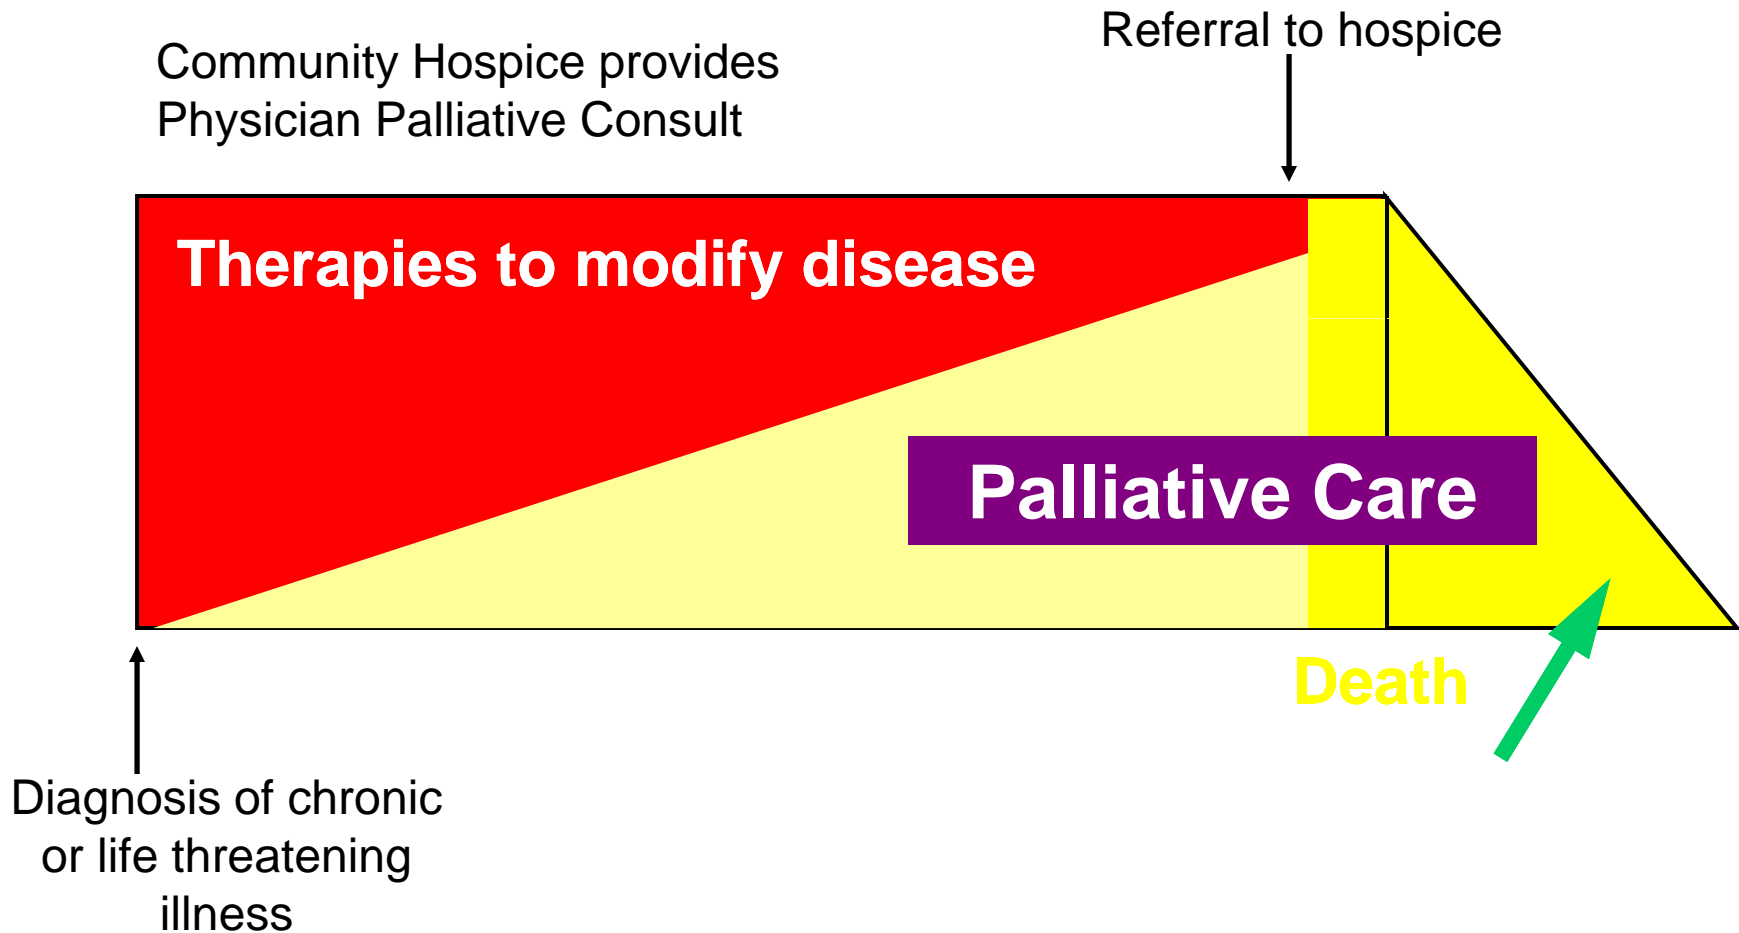 Referral to hospice
Community Hospice provides
Physician Palliative Consult
Therapies to modify disease
Palliative Care
Death
Diagnosis of chronic
or life threatening
illness